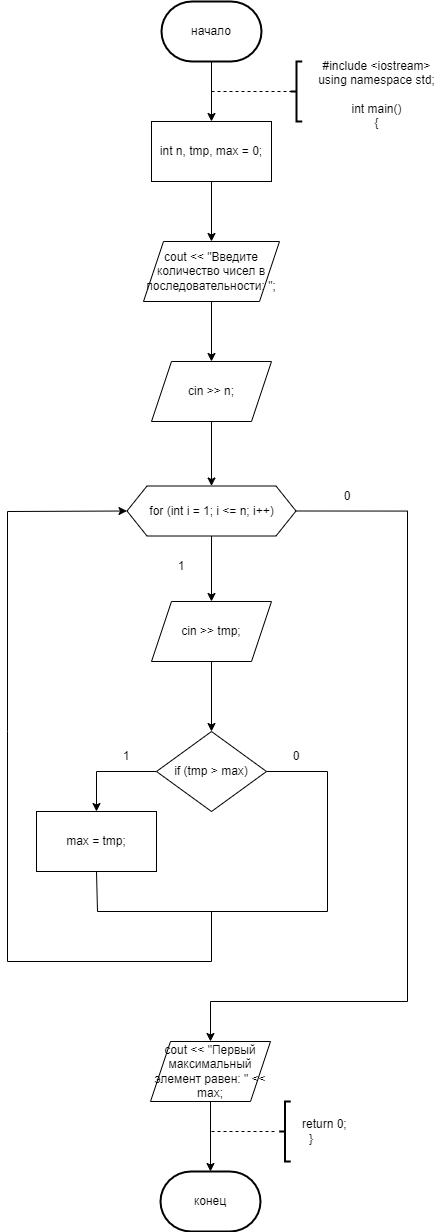 начало
#include <iostream>
using namespace std;
int main()
{
int n, tmp, max = 0;
cout << "Введите
количество чисел в
последовательности: ";
cin >> n;
for (int i = 1; i <= n; i++)
0
1
cin >> tmp;
if (tmp > max)
1
0
max = tmp;
cout << "Первый
максимальный
элемент равен: " <<
max;
return 0;
}
конец